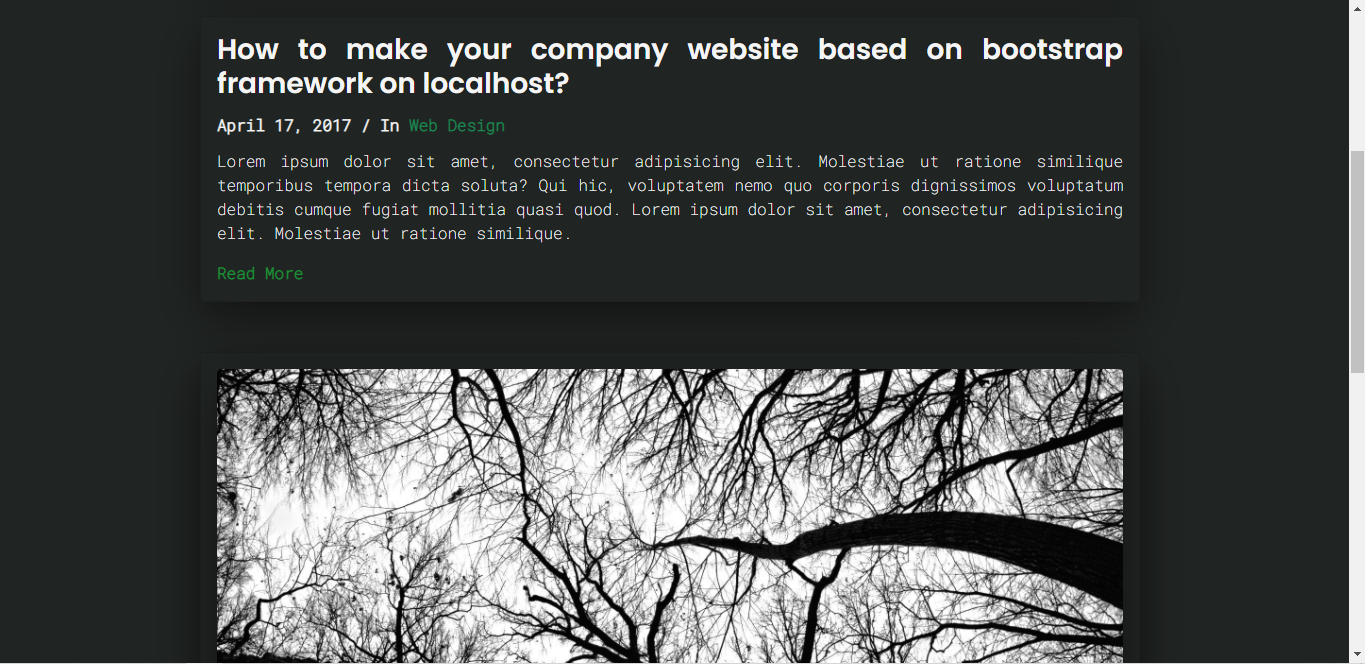 How to make your company website based on bootstrap
framework on localhost?
April 17, 2017 / In Web Design
Lorem ipsum dolor sit amet, consectetur adipisicing elit. Molestiae ut ratione similique
temporibus tempora dicta soluta? Qui hic, voluptatem nemo quo corporis dignissimos voluptatum
debitis cumque fugiat mollitia quasi quod. Lorem ipsum dolor sit amet, consectetur adipisicing
elit. Molestiae ut ratione similique.
Read More